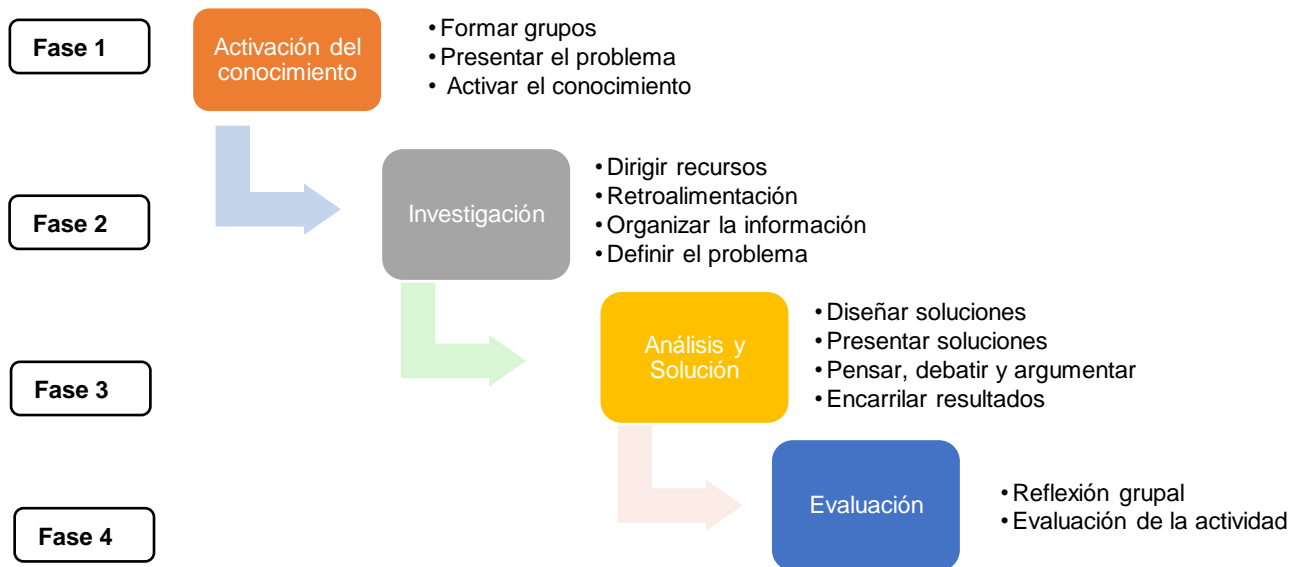 Fase 1
Activación del
conocimiento
• Formar grupos
• Presentar el problema
• Activar el conocimiento
Fase 2
Investigación
• Dirigir recursos
• Retroalimentación
• Organizar la información
• Definir el problema
Fase 3
Análisis y
Solución
• Diseñar soluciones
• Presentar soluciones
• Pensar, debatir y argumentar
• Encarrilar resultados
Fase 4
Evaluación
• Reflexión grupal
• Evaluación de la actividad